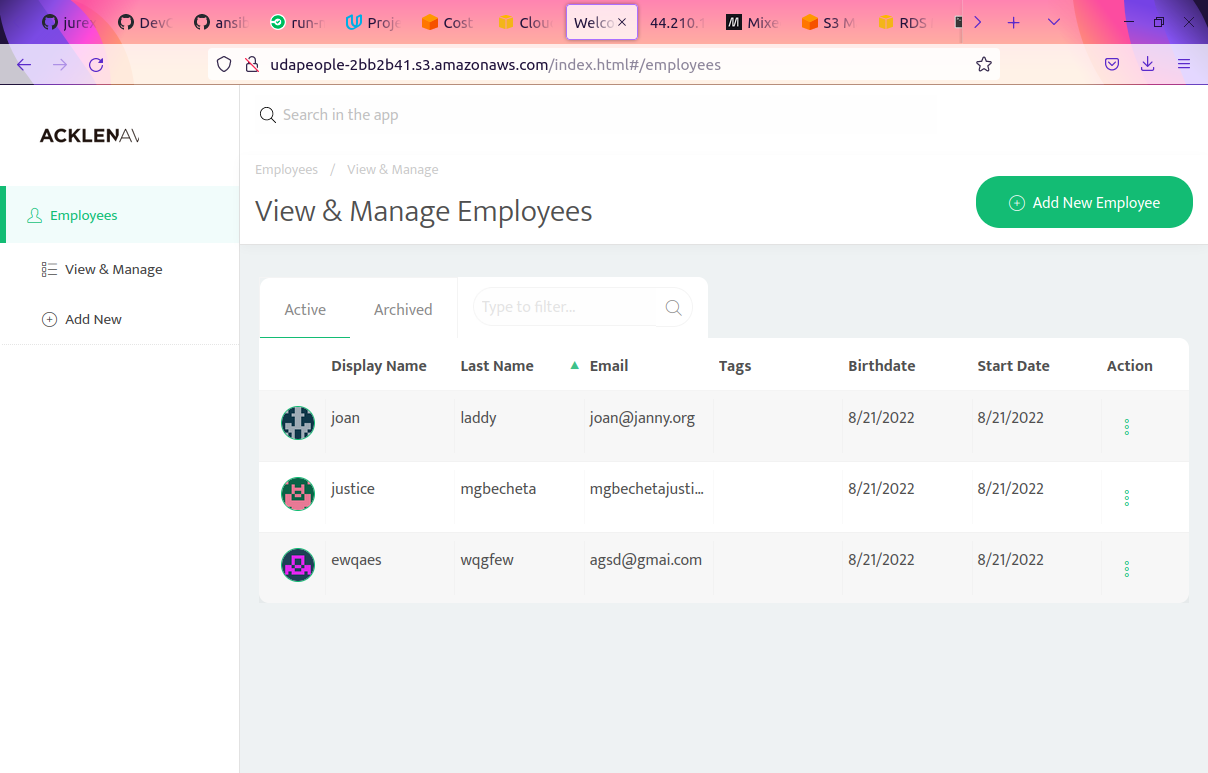 jurex DevO ansib run-n Proje Cost Clou Welco 44.210.1 Mixe S3 M RDS
udapeople-2bb2b41.s3.amazonaws.com/index.html#/employees
Search in the app
ACKLENAV
Employees / View & Manage
View & Manage Employees
Add New Employee
Employees
View & Manage
Add New
Active Archived Type to filter...
Display Name Last Name Email Tags Birthdate Start Date Action
joan laddy joan@janny.org 8/21/2022 8/21/2022
justice mgbecheta mgbechetajusti... 8/21/2022 8/21/2022
ewqaes wqgfew agsd@gmai.com 8/21/2022 8/21/2022